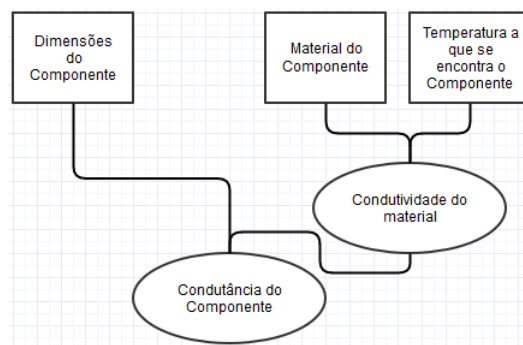 Dimensões
do
Componente
Material do
Componente
Temperatura a
que se
encontra o
Componente
Condutividade do
material
Condutância do
Componente